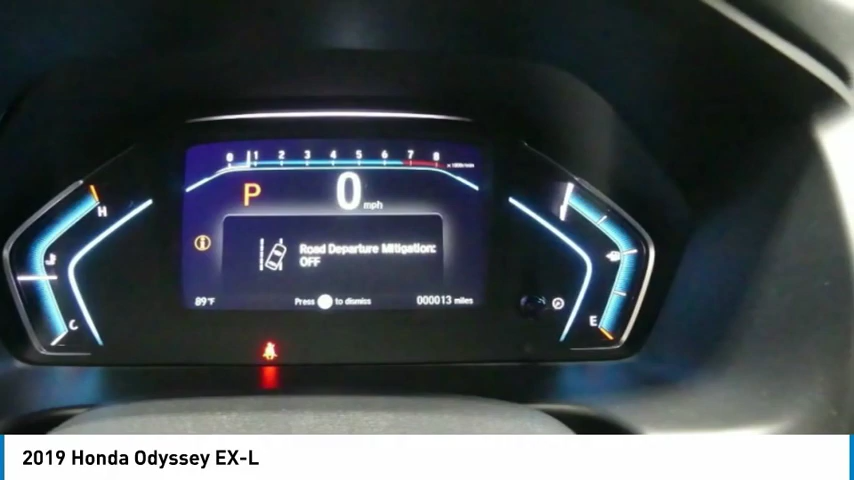 0 1 2 3 4 5 6 7 8
P 0 mph
H
Road Departure Mitigation:
OFF
89°F Press to dismiss 000013 miles
C E
2019 Honda Odyssey EX-L